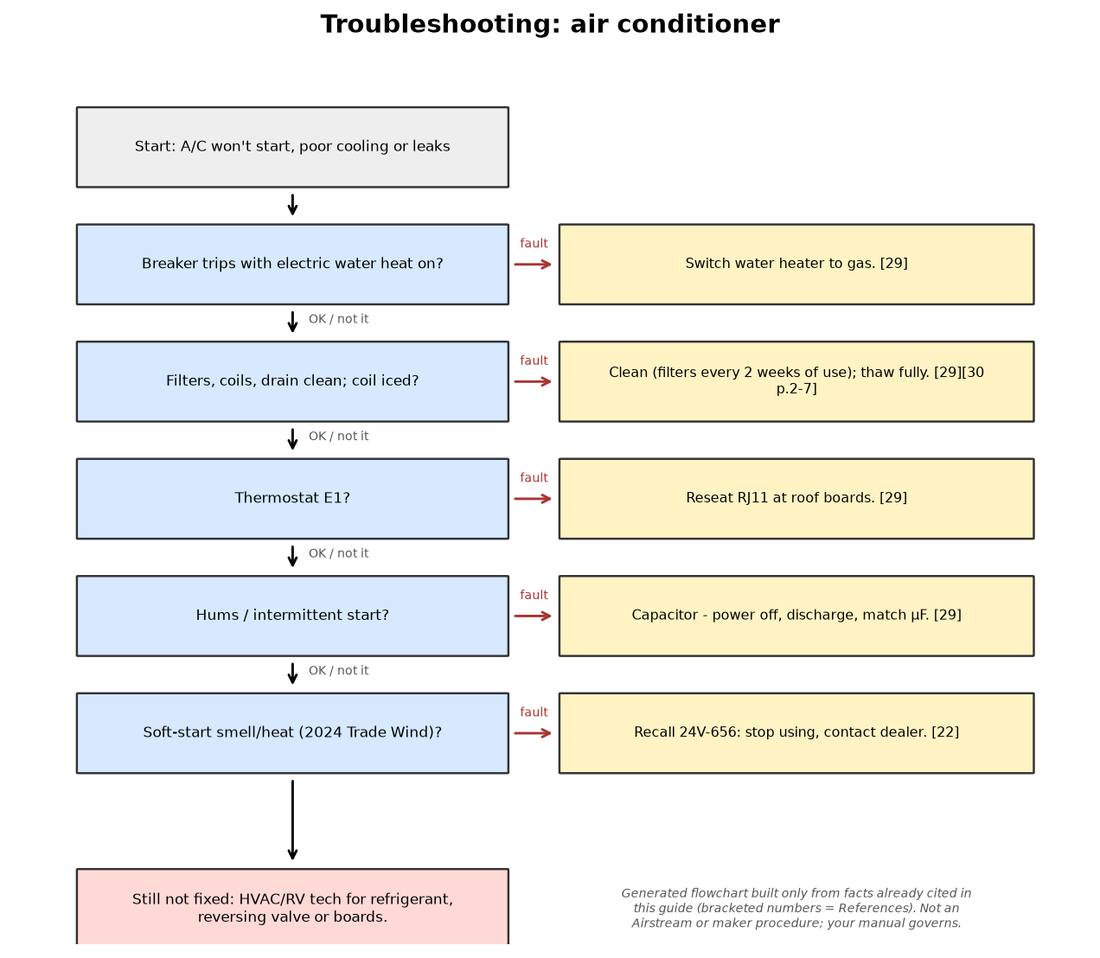 Troubleshooting: air conditioner
Start: A/C won't start, poor cooling or leaks
Breaker trips with electric water heat on?
fault
Switch water heater to gas. [29]
OK / not it
Filters, coils, drain clean; coil iced?
fault
Clean (filters every 2 weeks of use); thaw fully. [29][30
p.2-7]
OK / not it
Thermostat E1?
fault
Reseat RJ11 at roof boards. [29]
OK / not it
Hums / intermittent start?
fault
Capacitor - power off, discharge, match µF. [29]
OK / not it
Soft-start smell/heat (2024 Trade Wind)?
fault
Recall 24V-656: stop using, contact dealer. [22]
Still not fixed: HVAC/RV tech for refrigerant,
reversing valve or boards.
Generated flowchart built only from facts already cited in
this guide (bracketed numbers = References). Not an
Airstream or maker procedure; your manual governs.